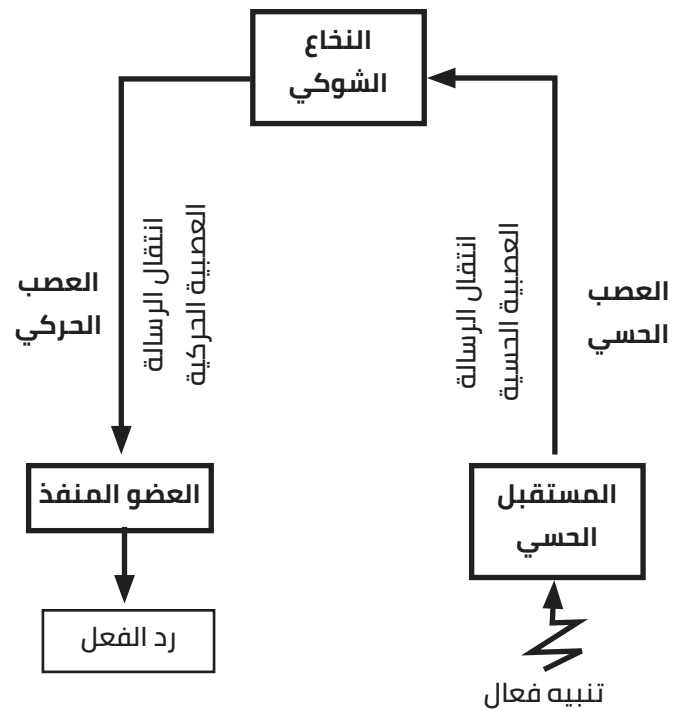 النخاع
الشوكي
العصب
الحسي
انتقال الرسالة
العصبية الحسية
انتقال الرسالة
العصبية الحركية
العصب
الحركي
المستقبل
الحسي
العضو المنفذ
رد الفعل
تنبيه فعال